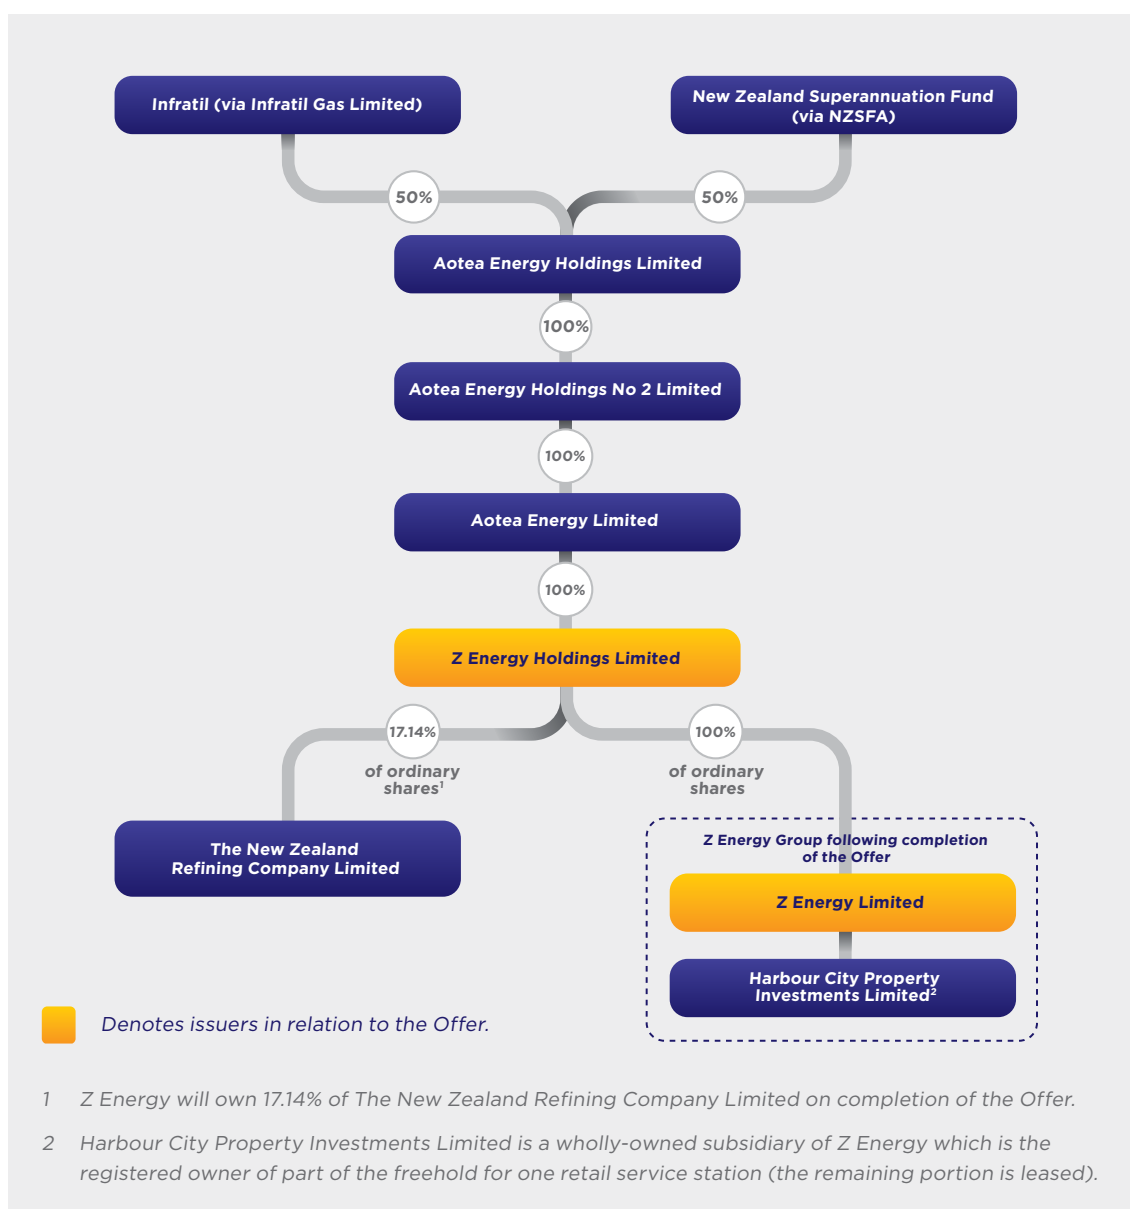 Infratil (via Infratil Gas Limited)
New Zealand Superannuation Fund
(via NZSFA)
50%
50%
Aotea Energy Holdings Limited
100%
Aotea Energy Holdings No 2 Limited
100%
Aotea Energy Limited
100%
Z Energy Holdings Limited
17.14%
of ordinary
shares¹
100%
of ordinary
shares
The New Zealand
Refining Company Limited
Z Energy Group following completion
of the Offer
Z Energy Limited
Harbour City Property
Investments Limited²
Denotes issuers in relation to the Offer.
1 Z Energy will own 17.14% of The New Zealand Refining Company Limited on completion of the Offer.
2 Harbour City Property Investments Limited is a wholly-owned subsidiary of Z Energy which is the
registered owner of part of the freehold for one retail service station (the remaining portion is leased).